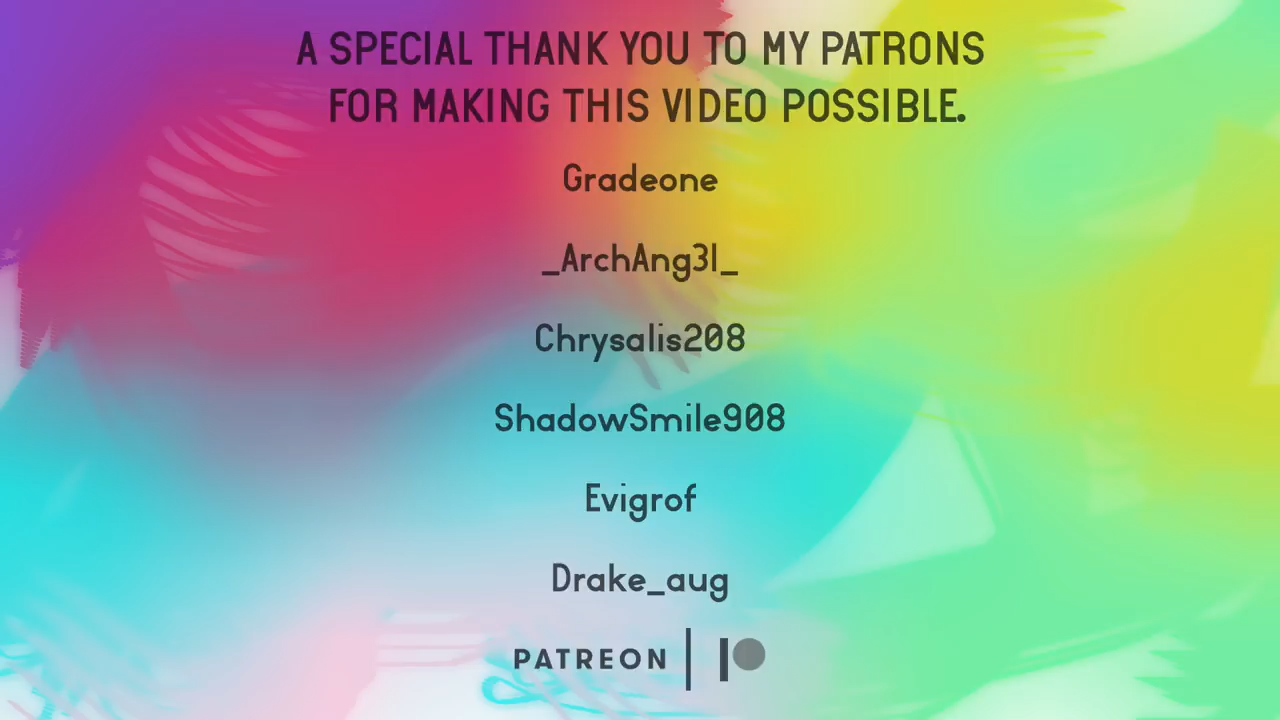 A SPECIAL THANK YOU TO MY PATRONS
FOR MAKING THIS VIDEO POSSIBLE.
Gradeone
_ArchAng3l_
Chrysalis208
ShadowSmile908
Evigrof
Drake_aug
PATREON